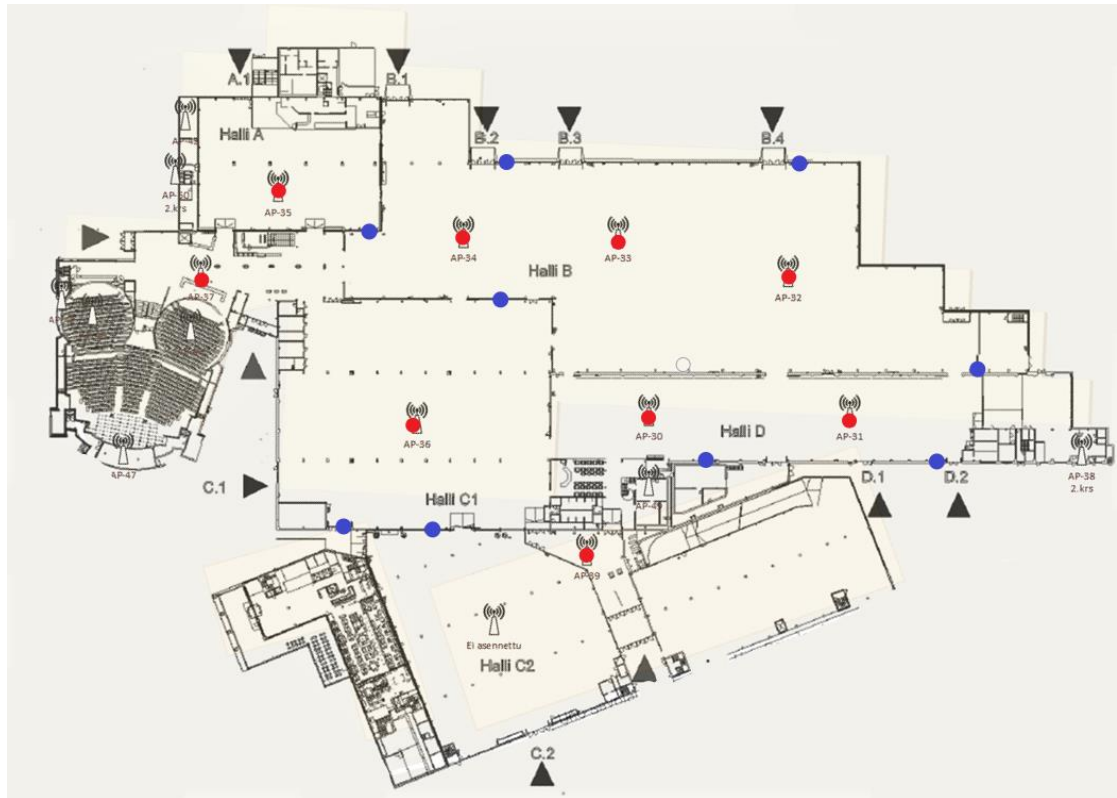 A.1
B.1
B.2
B.3
B.4
Halli A
AP-50
2.krs
AP-35
AP-34
AP-33
Halli B
AP-37
AP-32
AP-36
AP-30
AP-31
Halli D
AP-47
AP-38
2.krs
C.1
Halli C1
D.1
D.2
AP-39
Ei asennettu
Halli C2
C.2